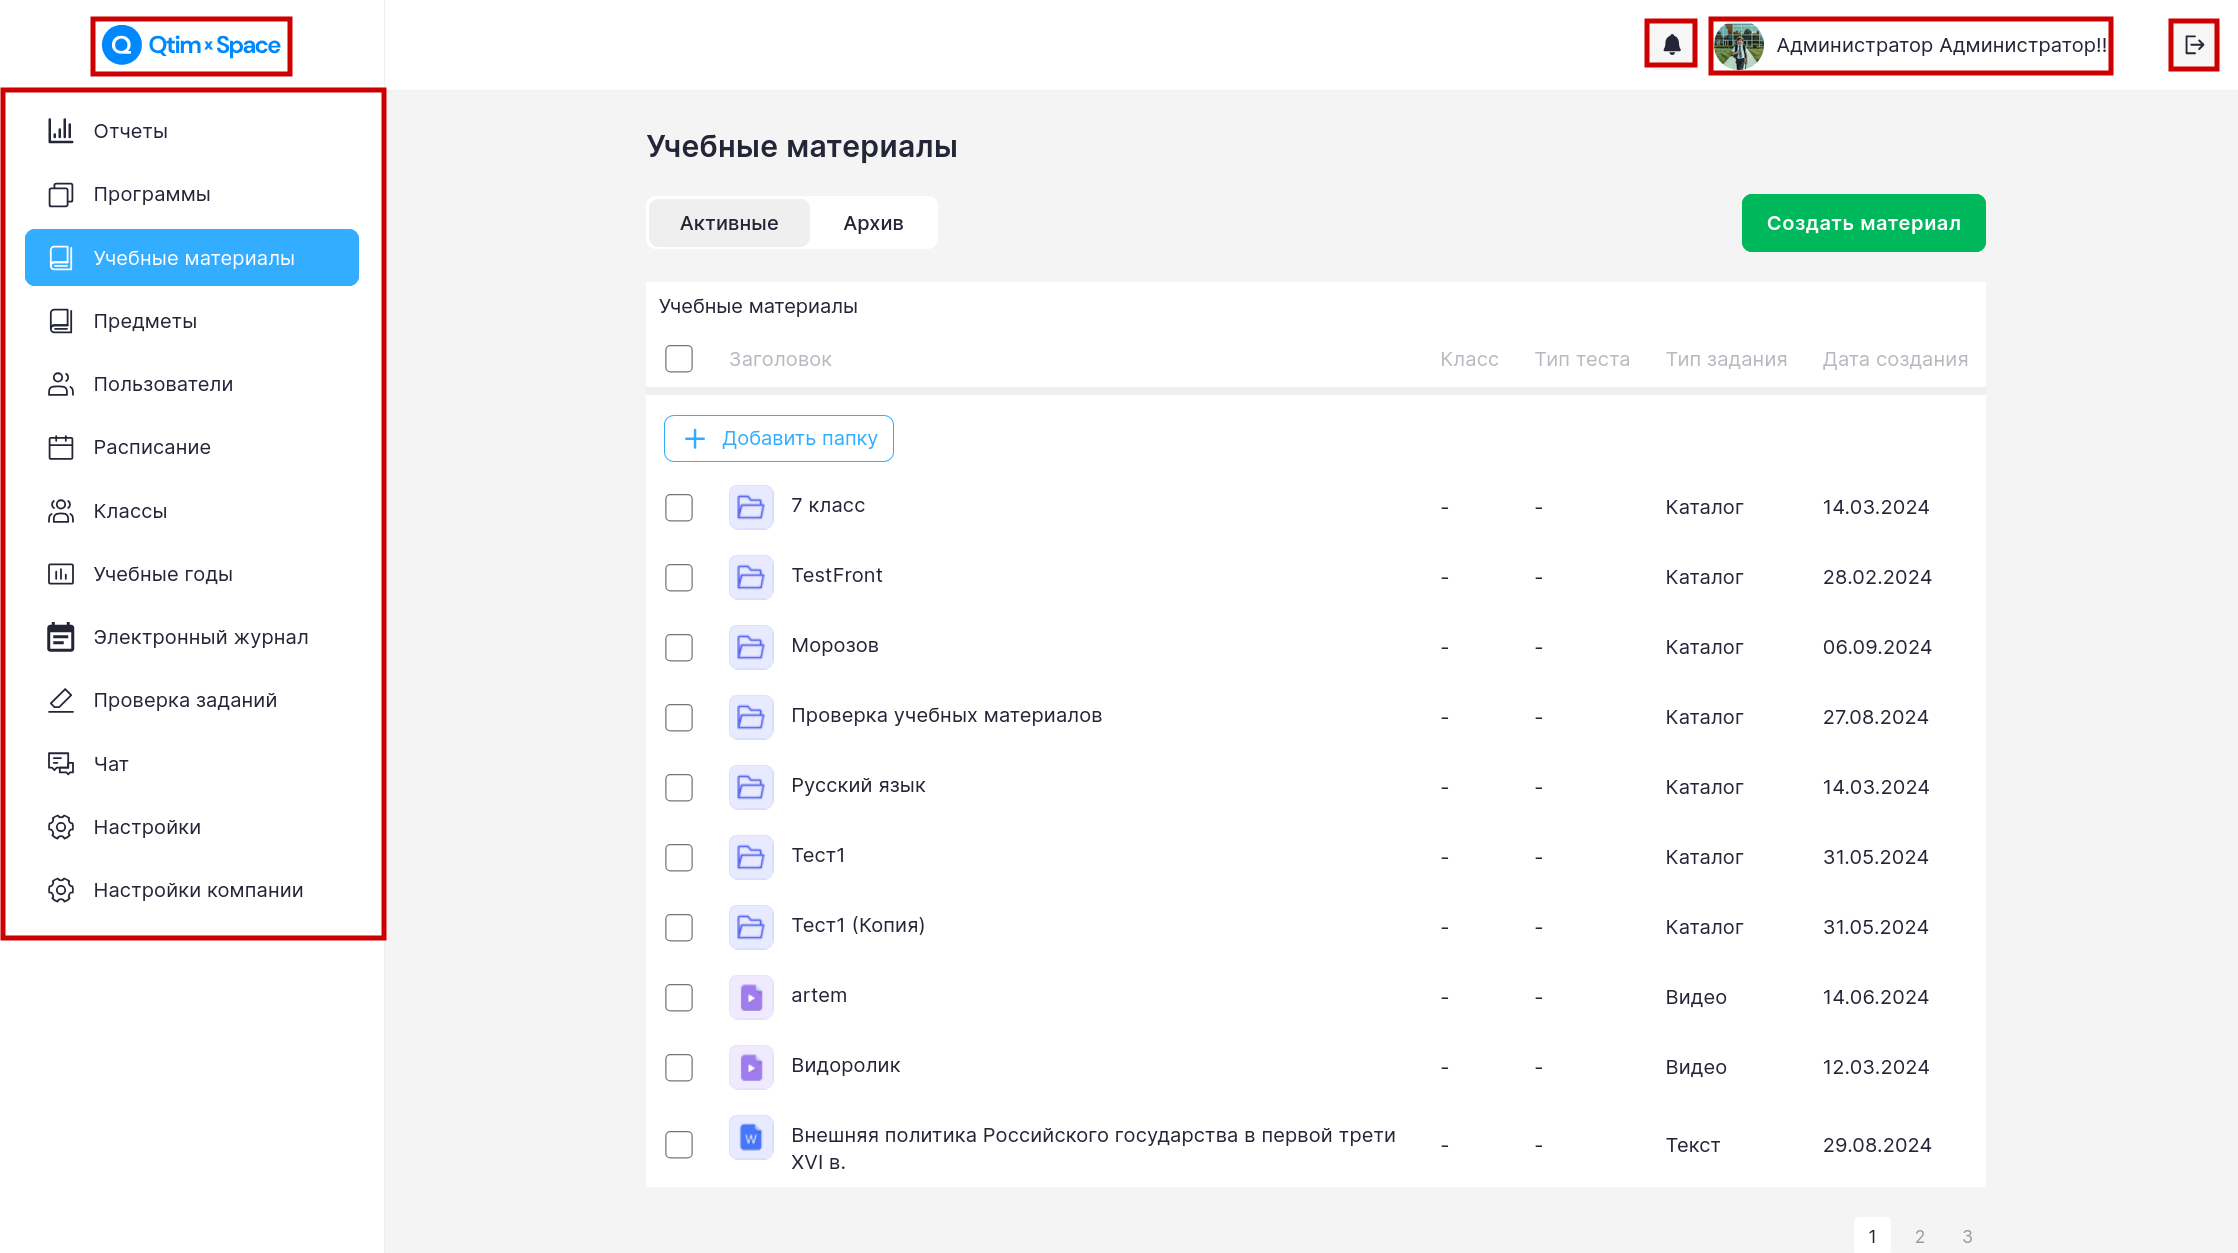 Qtim x Space
Администратор Администратор!!
Отчеты
Программы
Учебные материалы
Предметы
Пользователи
Расписание
Классы
Учебные годы
Электронный журнал
Проверка заданий
Чат
Настройки
Настройки компании
Учебные материалы
Активные Архив
Создать материал
Учебные материалы
Заголовок Класс Тип теста Тип задания Дата создания
Добавить папку
7 класс - - Каталог 14.03.2024
TestFront - - Каталог 28.02.2024
Морозов - - Каталог 06.09.2024
Проверка учебных материалов - - Каталог 27.08.2024
Русский язык - - Каталог 14.03.2024
Тест1 - - Каталог 31.05.2024
Тест1 (Копия) - - Каталог 31.05.2024
artem - - Видео 14.06.2024
Видоролик - - Видео 12.03.2024
Внешняя политика Российского государства в первой трети - - Текст 29.08.2024
XVI в.
1 2 3